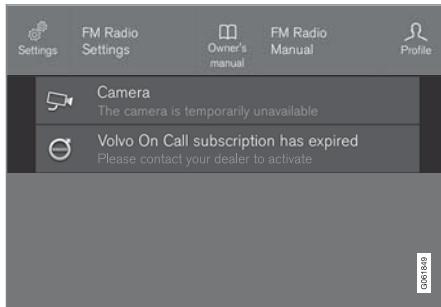 Settings
FM Radio
Settings
Owner's
manual
FM Radio
Manual
Profile
Camera
The camera is temporarily unavailable
Volvo On Call subscription has expired
Please contact your dealer to activate
G061849